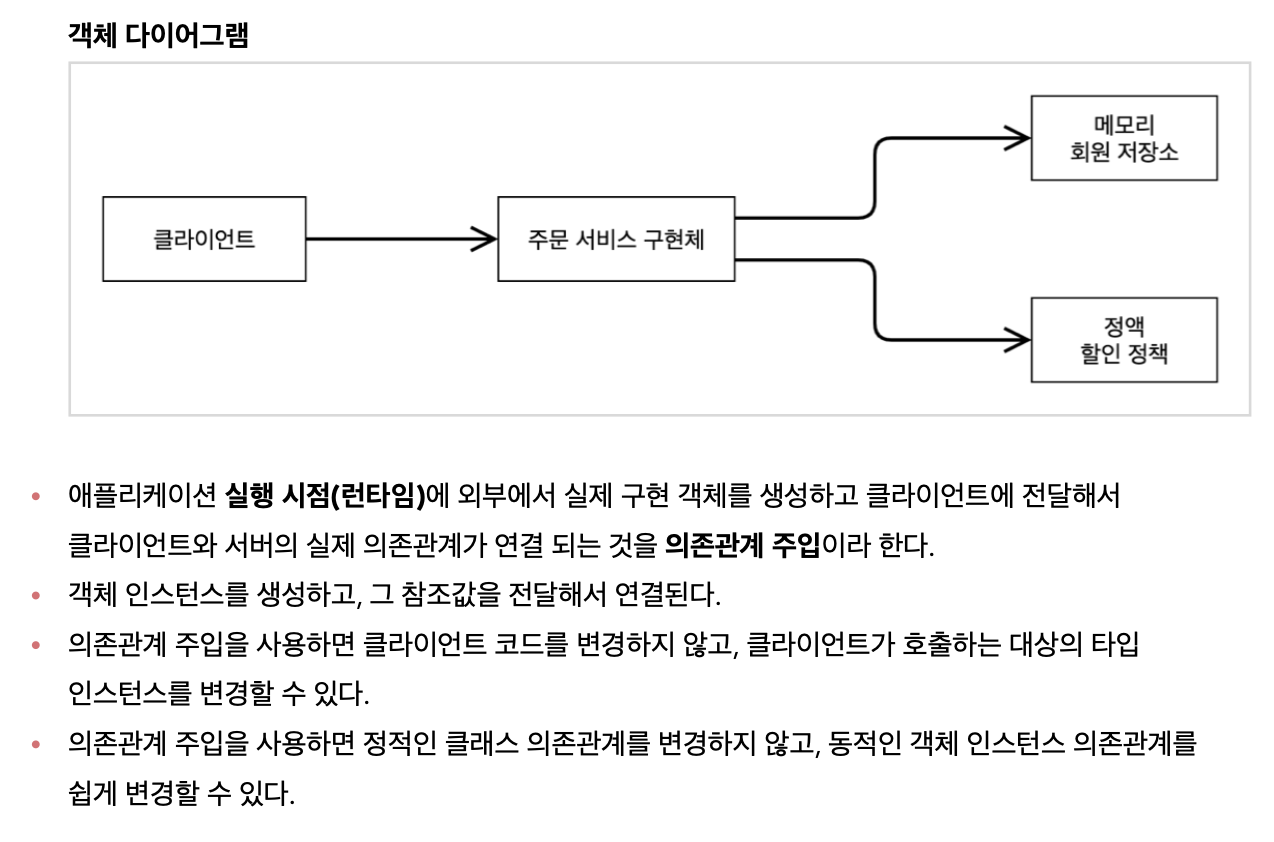 객체 다이어그램
클라이언트
주문 서비스 구현체
메모리
회원 저장소
정액
할인 정책
애플리케이션 실행 시점(런타임)에 외부에서 실제 구현 객체를 생성하고 클라이언트에 전달해서
클라이언트와 서버의 실제 의존관계가 연결 되는 것을 의존관계 주입이라 한다.
객체 인스턴스를 생성하고, 그 참조값을 전달해서 연결된다.
의존관계 주입을 사용하면 클라이언트 코드를 변경하지 않고, 클라이언트가 호출하는 대상의 타입
인스턴스를 변경할 수 있다.
의존관계 주입을 사용하면 정적인 클래스 의존관계를 변경하지 않고, 동적인 객체 인스턴스 의존관계를
쉽게 변경할 수 있다.